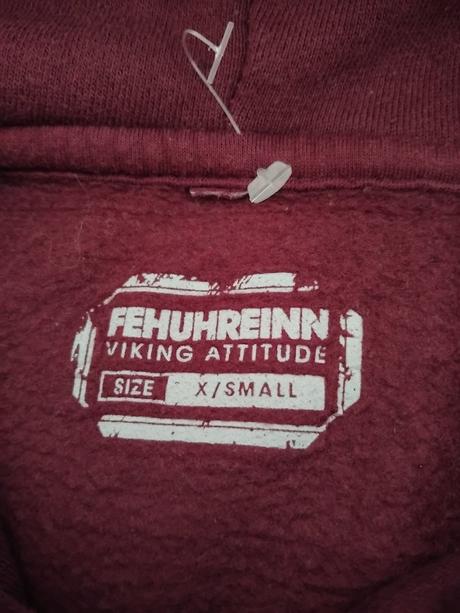 FEHUHREINN
VIKING ATTITUDE
SIZE X/SMALL